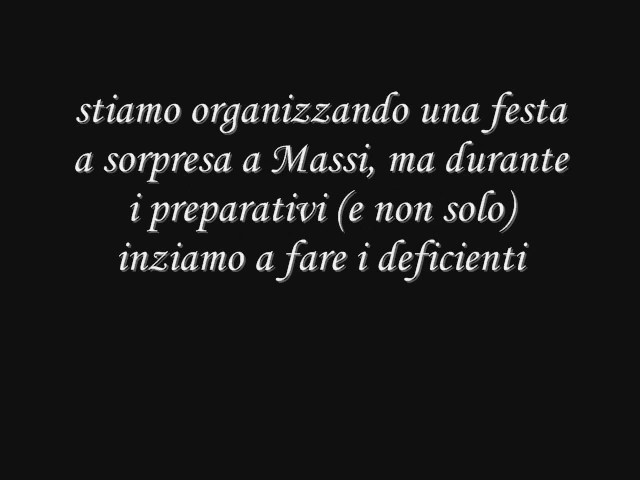 stiamo organizzando una festa
a sorpresa a Massi, ma durante
i preparativi (e non solo)
inziamo a fare i deficienti